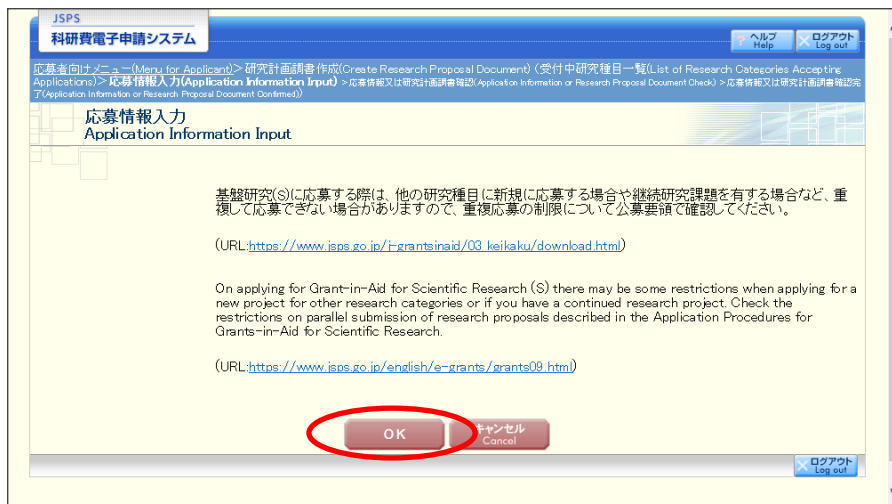 JSPS
科研費電子申請システム
? ヘルプ
Help
ログアウト
Log out
応募者向けメニュー(Menu for Applicant)>研究計画調書作成(Create Research Proposal Document) (受付中研究種目一覧(List of Research Categories Accepting
Applications)>応募情報入力(Application Information Input) >応募情報又は研究計画調書確認(Application Information or Research Proposal Document Check) >応募情報又は研究計画調書確認完
了(Application Information or Research Proposal Document Confirmed))
応募情報入力
Application Information Input
基盤研究(S)に応募する際は、他の研究種目に新規に応募する場合や継続研究課題を有する場合など、重
複して応募できない場合がありますので、重複応募の制限について公募要領で確認してください。
(URL:https://www.jsps.go.jp/j-grantsinaid/03_keikaku/download.html)
On applying for Grant-in-Aid for Scientific Research (S) there may be some restrictions when applying for a
new project for other research categories or if you have a continued research project. Check the
restrictions on parallel submission of research proposals described in the Application Procedures for
Grants-in-Aid for Scientific Research.
(URL:https://www.jsps.go.jp/english/e-grants/grants09.html)
OK
キャンセル
Cancel
ログアウト
Log out